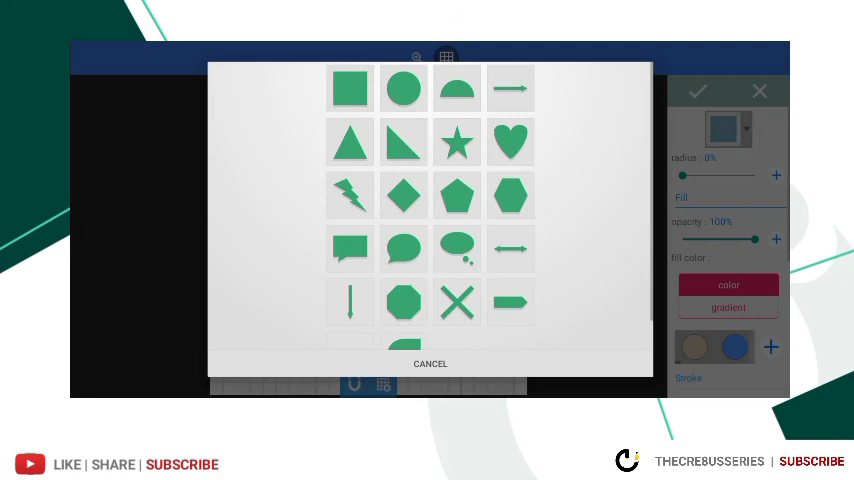 radius: 0%
Fill
opacity: 100%
fill color :
color
gradient
CANCEL
Stroke
LIKE | SHARE | SUBSCRIBE
THECRE8USSERIES | SUBSCRIBE